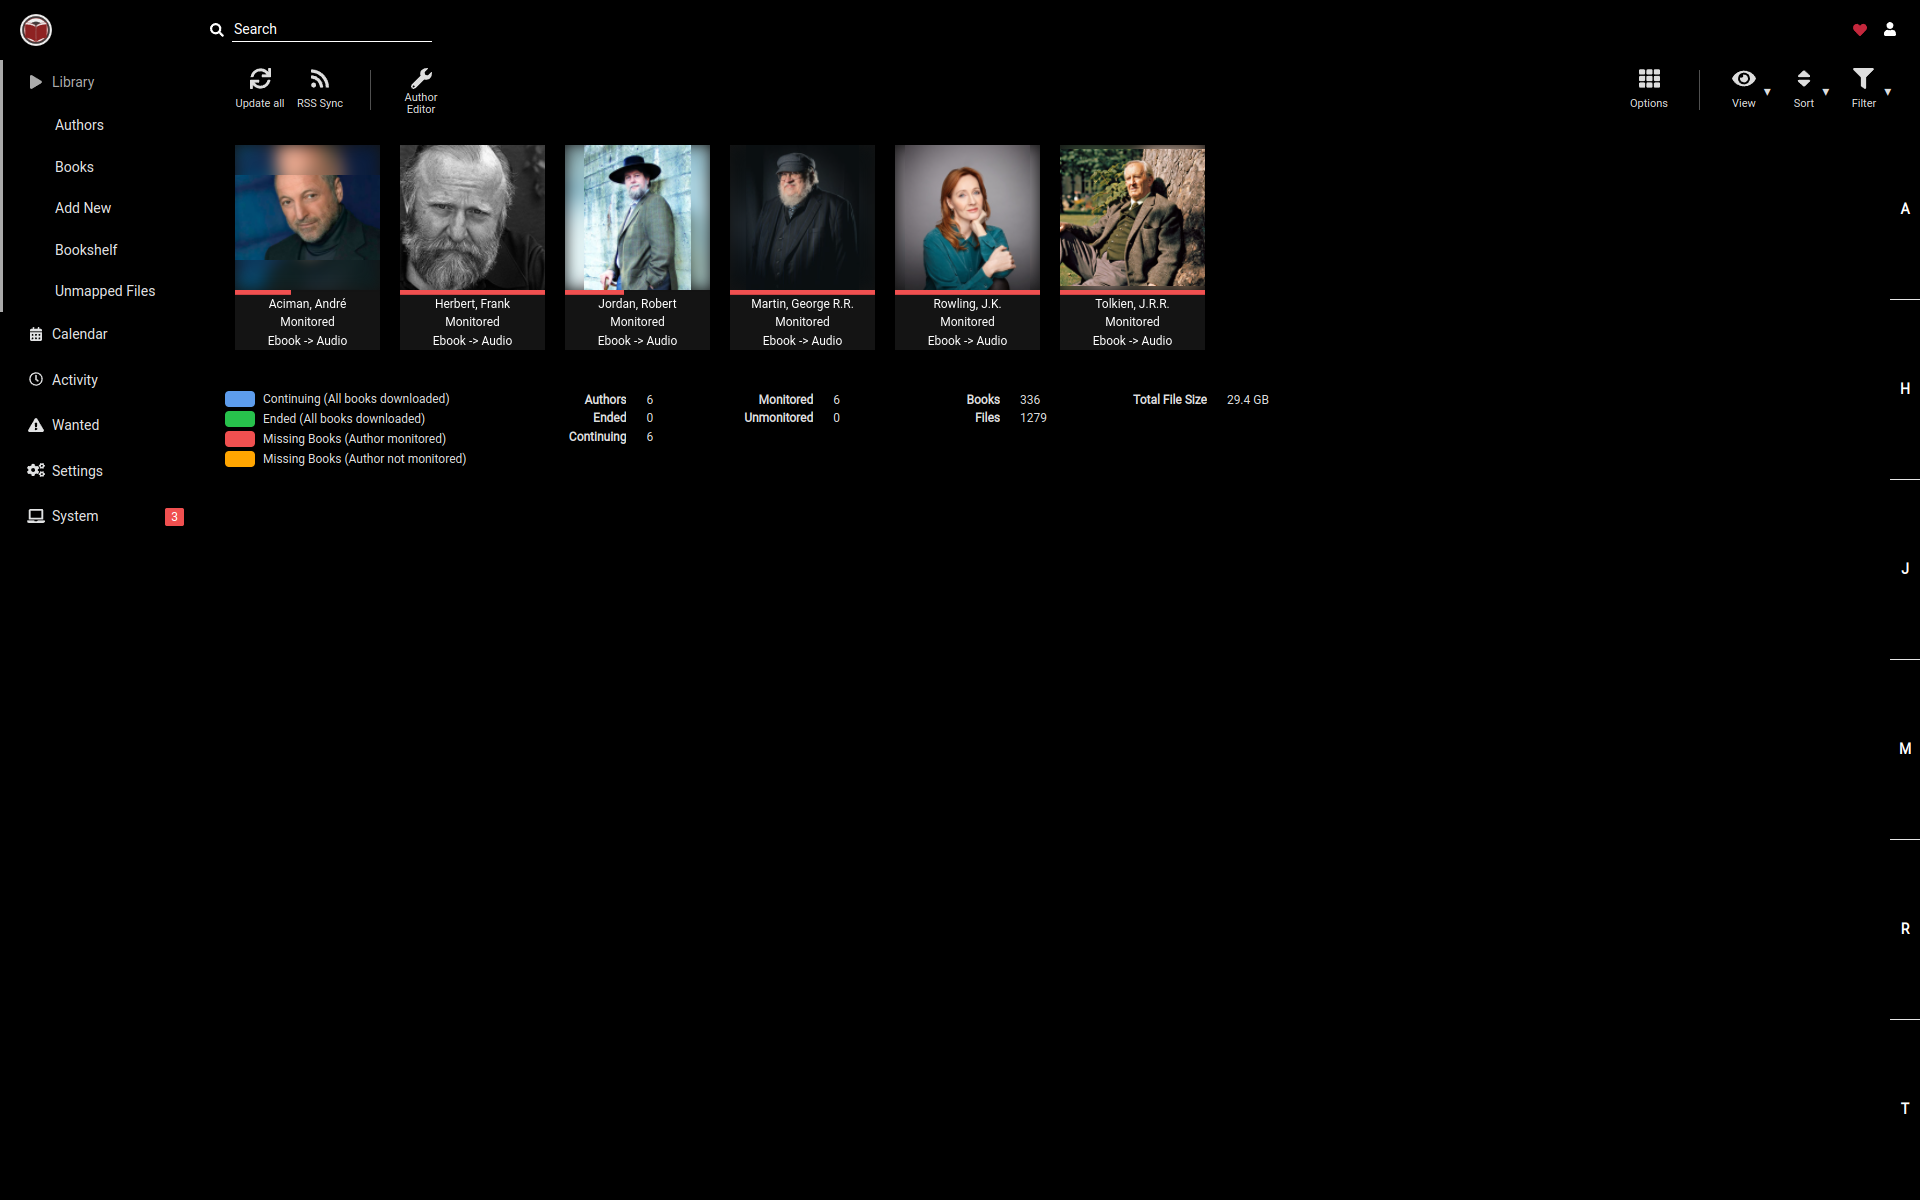 Search
Library
Authors
Books
Add New
Bookshelf
Unmapped Files
Calendar
Activity
Wanted
Settings
System 3
Update all
RSS Sync
Author
Editor
Options
View
Sort
Filter
Aciman, André
Monitored
Ebook -> Audio
Herbert, Frank
Monitored
Ebook -> Audio
Jordan, Robert
Monitored
Ebook -> Audio
Martin, George R.R.
Monitored
Ebook -> Audio
Rowling, J.K.
Monitored
Ebook -> Audio
Tolkien, J.R.R.
Monitored
Ebook -> Audio
Continuing (All books downloaded)
Ended (All books downloaded)
Missing Books (Author monitored)
Missing Books (Author not monitored)
Authors 6
Ended 0
Continuing 6
Monitored 6
Unmonitored 0
Books 336
Files 1279
Total File Size 29.4 GB
A
H
J
M
R
T